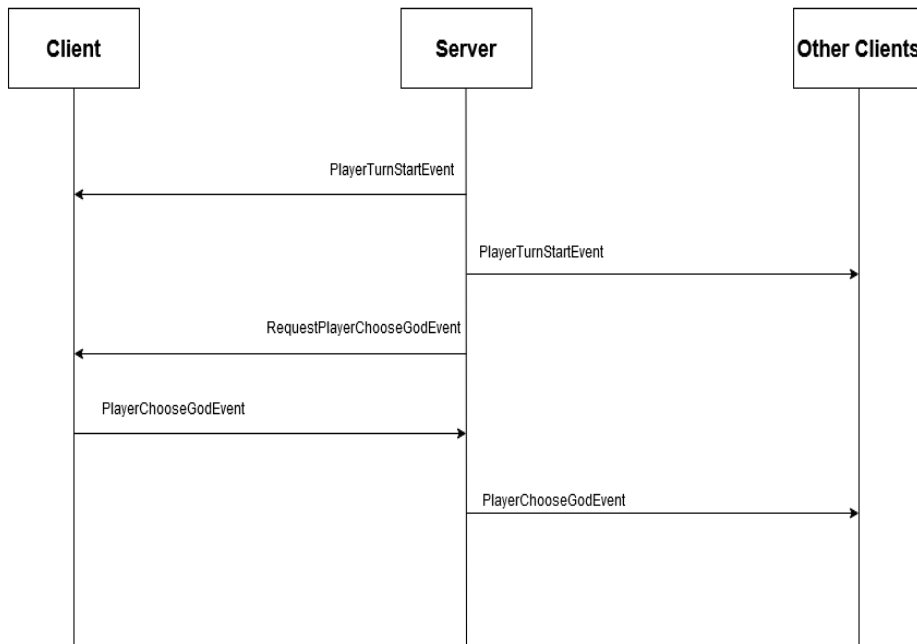 Client
Server
Other Clients
PlayerTurnStartEvent
PlayerTurnStartEvent
RequestPlayerChooseGodEvent
PlayerChooseGodEvent
PlayerChooseGodEvent